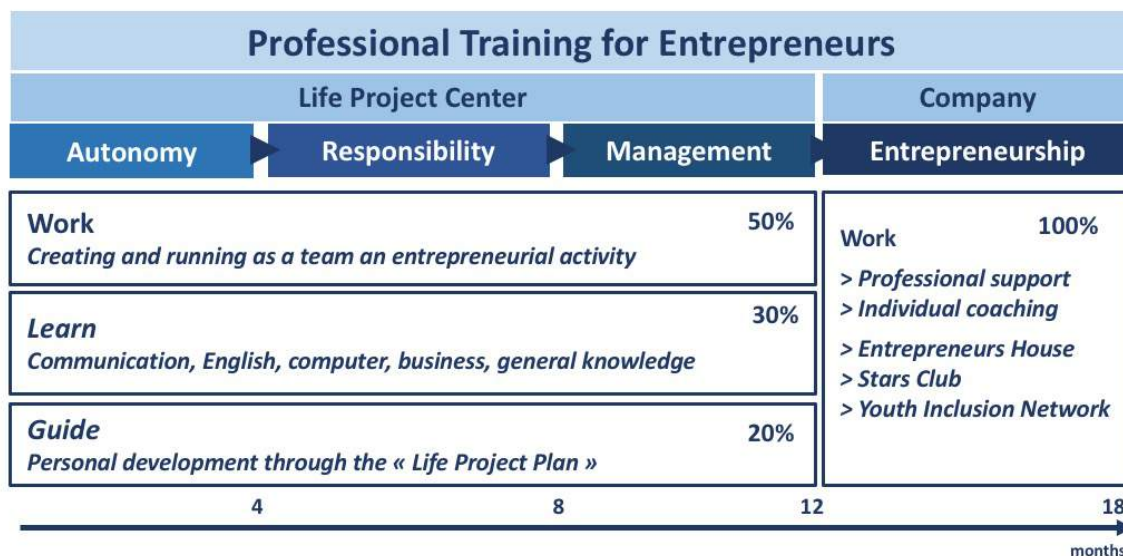 Professional Training for Entrepreneurs
Life Project Center
Company
Autonomy
Responsibility
Management
Entrepreneurship
Work
50%
Creating and running as a team an entrepreneurial activity
Learn
30%
Communication, English, computer, business, general knowledge
Guide
20%
Personal development through the « Life Project Plan »
Work
100%
> Professional support
> Individual coaching
> Entrepreneurs House
> Stars Club
> Youth Inclusion Network
4
8
12
18
months